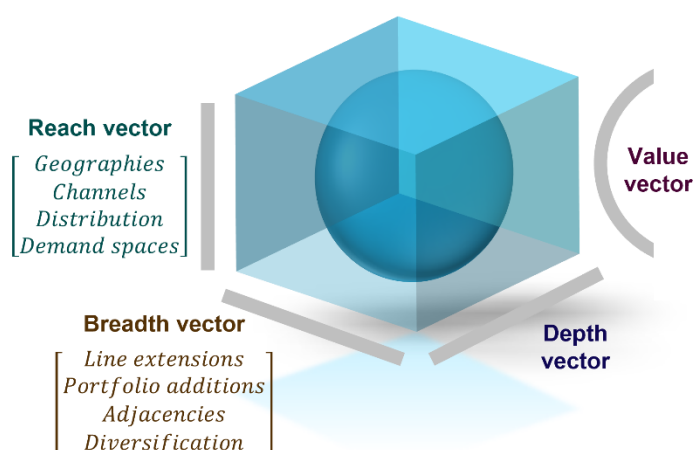 Reach vector
Geographies
Channels
Distribution
Demand spaces
Value
vector
Breadth vector
Line extensions
Portfolio additions
Adjacencies
Diversification
Depth
vector